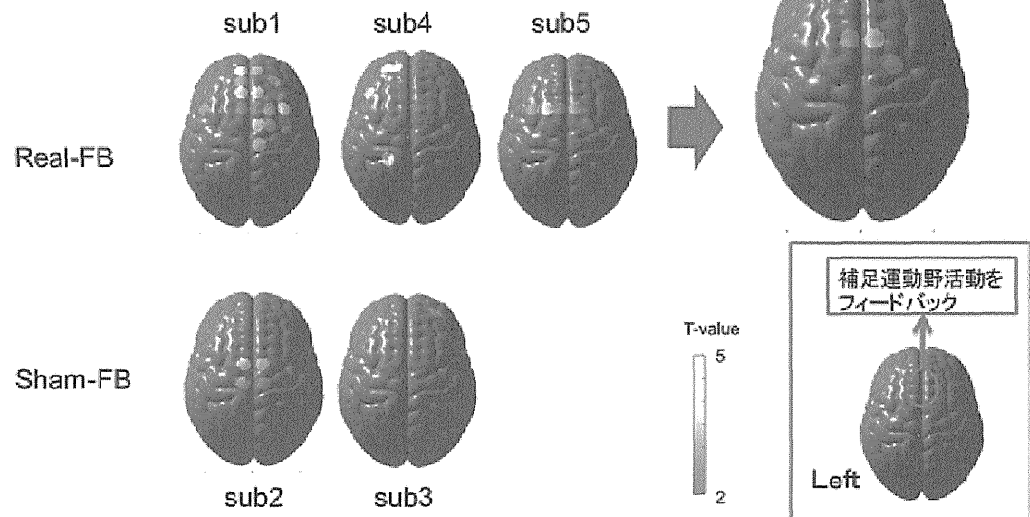 sub1
sub4
sub5
Real-FB
Sham-FB
sub2
sub3
T-value
5
2
補足運動野活動を
フィードバック
Left